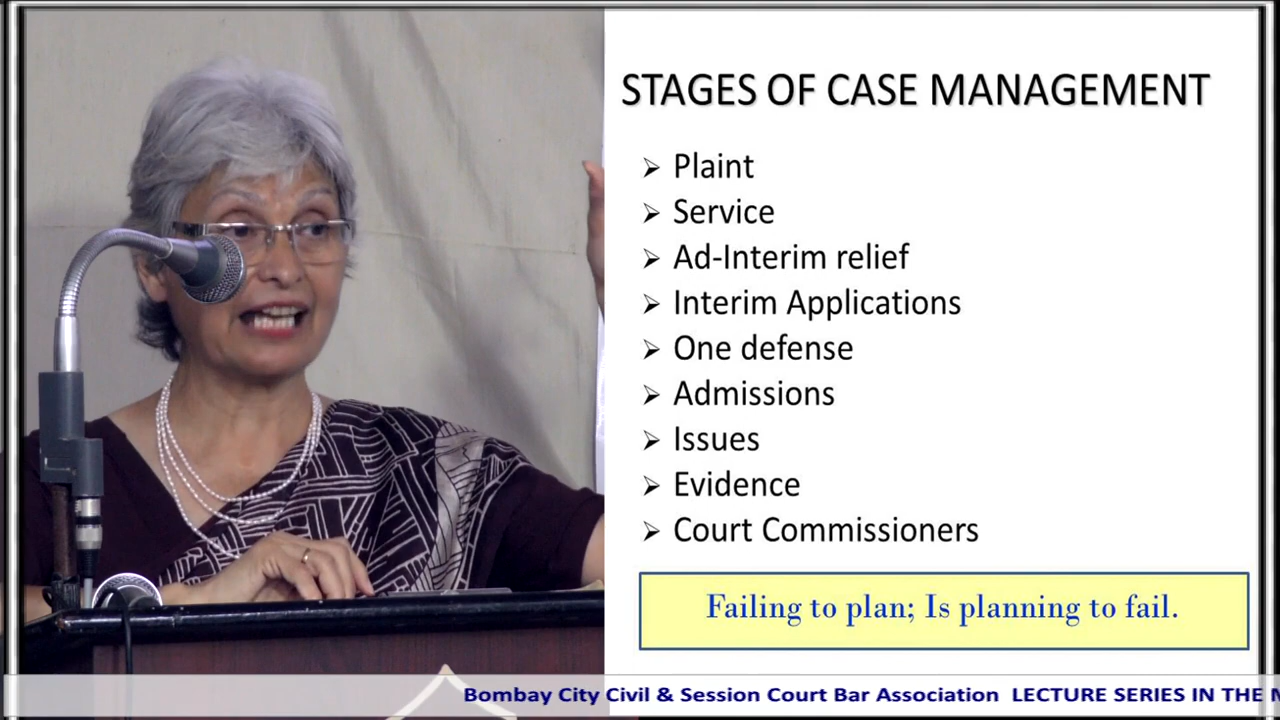 STAGES OF CASE MANAGEMENT
Plaint
Service
Ad-Interim relief
Interim Applications
One defense
Admissions
Issues
Evidence
Court Commissioners
Failing to plan; Is planning to fail.
Bombay City Civil & Session Court Bar Association LECTURE SERIES IN THE